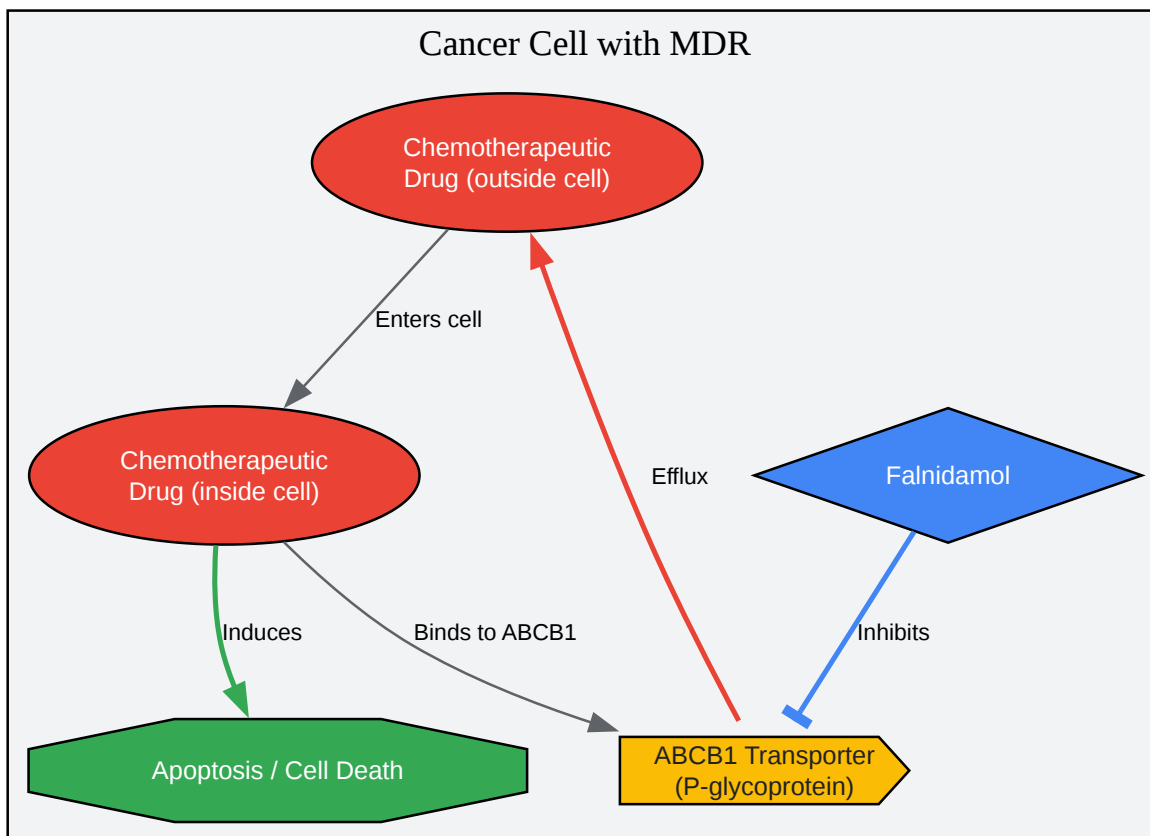 Cancer Cell with MDR
Chemotherapeutic
Drug (outside cell)
Enters cell
Chemotherapeutic
Drug (inside cell)
Efflux
Falnidamol
Induces
Binds to ABCB1
Inhibits
Apoptosis / Cell Death
ABCB1 Transporter
(P-glycoprotein)